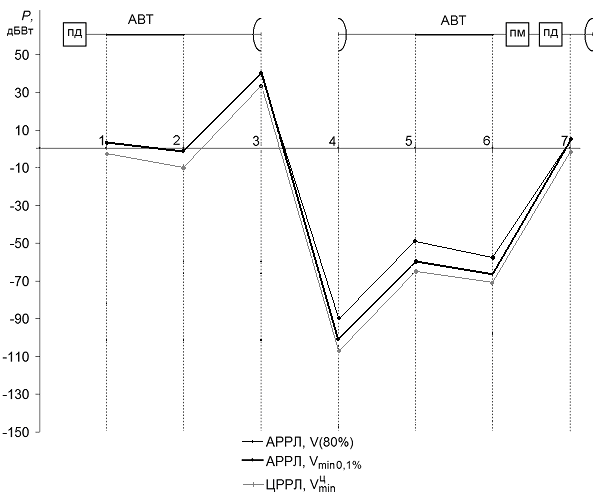 P,
дБВт
АВТ
АВТ
пд
пм
пд
50
30
10
-10
-30
-50
-70
-90
-110
-130
-150
1 2 3 4 5 6 7
АРРЛ, V(80%)
АРРЛ, Vmin0,1%
ЦРРЛ, Vцmin